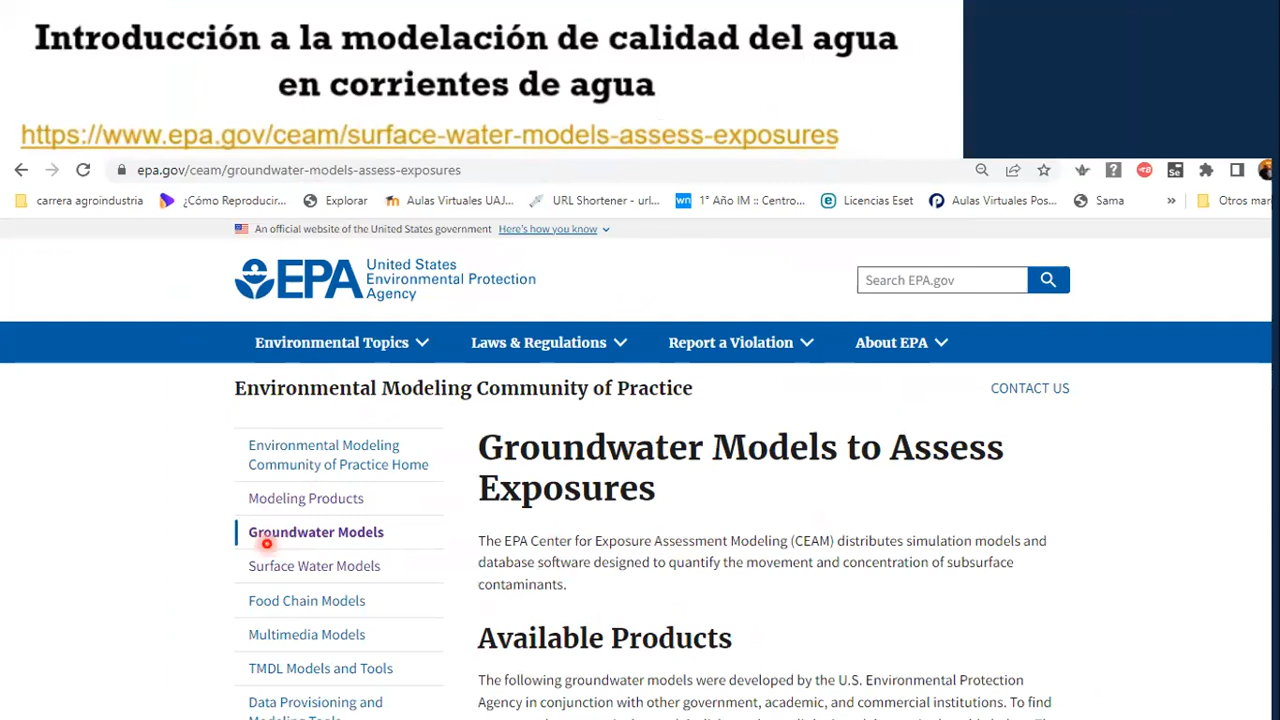 Introducción a la modelación de calidad del agua
en corrientes de agua
https://www.epa.gov/ceam/surface-water-models-assess-exposures
epa.gov/ceam/groundwater-models-assess-exposures
carrera agroindustria
¿Cómo Reproducir...
Explorar
Aulas Virtuales UAJ...
URL Shortener - url...
wn
1° Año IM :: Centro...
Licencias Eset
Aulas Virtuales Pos...
Sama
»
Otros mar
An official website of the United States government Here's how you know
EPA
United States
Environmental Protection
Agency
Search EPA.gov
Environmental Topics
Laws & Regulations
Report a Violation
About EPA
Environmental Modeling Community of Practice
CONTACT US
Environmental Modeling
Community of Practice Home
Modeling Products
Groundwater Models
Surface Water Models
Food Chain Models
Multimedia Models
TMDL Models and Tools
Data Provisioning and
Modeling Tools
Groundwater Models to Assess
Exposures
The EPA Center for Exposure Assessment Modeling (CEAM) distributes simulation models and
database software designed to quantify the movement and concentration of subsurface
contaminants.
Available Products
The following groundwater models were developed by the U.S. Environmental Protection
Agency in conjunction with other government, academic, and commercial institutions. To find